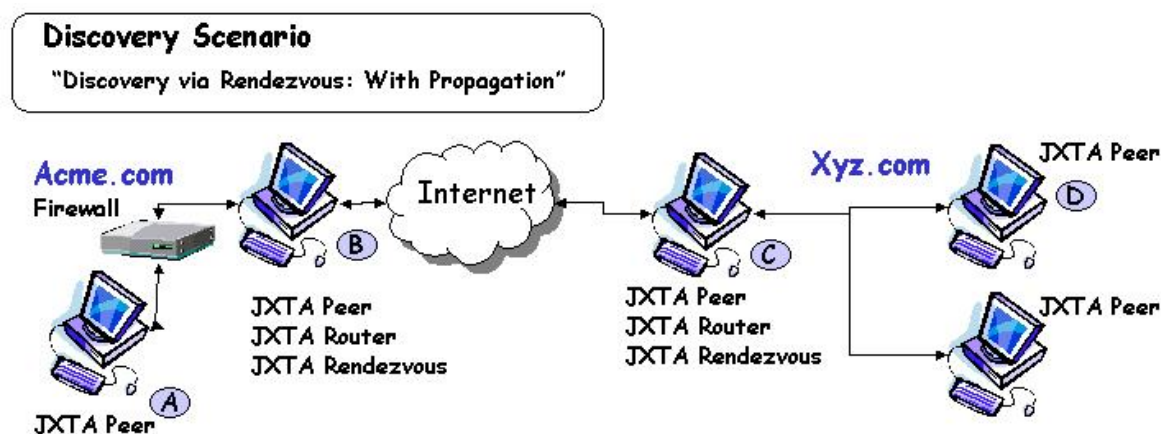 Discovery Scenario
"Discovery via Rendezvous: With Propagation"
Acme.com
Firewall
A
JXTA Peer
B
JXTA Peer
JXTA Router
JXTA Rendezvous
Internet
C
JXTA Peer
JXTA Router
JXTA Rendezvous
Xyz.com
JXTA Peer
D
JXTA Peer